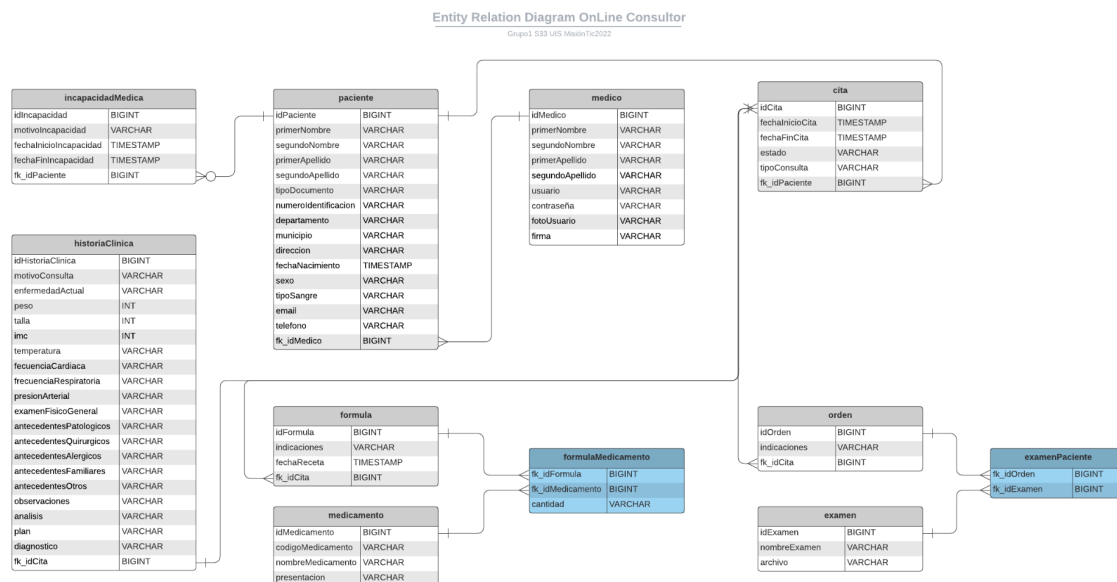 Entity Relation Diagram OnLine Consultor
Grupo1 S33 UIS MisiónTic2022
incapacidadMedica
idIncapacidad BIGINT
motivoIncapacidad VARCHAR
fechaInicioIncapacidad TIMESTAMP
fechaFinIncapacidad TIMESTAMP
fk_idPaciente BIGINT
paciente
idPaciente BIGINT
primerNombre VARCHAR
segundoNombre VARCHAR
primerApellido VARCHAR
segundoApellido VARCHAR
tipoDocumento VARCHAR
numeroIdentificacion VARCHAR
departamento VARCHAR
municipio VARCHAR
direccion VARCHAR
fechaNacimiento TIMESTAMP
sexo VARCHAR
tipoSangre VARCHAR
email VARCHAR
telefono VARCHAR
fk_idMedico BIGINT
medico
idMedico BIGINT
primerNombre VARCHAR
segundoNombre VARCHAR
primerApellido VARCHAR
segundoApellido VARCHAR
usuario VARCHAR
contraseña VARCHAR
fotoUsuario VARCHAR
firma VARCHAR
cita
idCita BIGINT
fechaInicioCita TIMESTAMP
fechaFinCita TIMESTAMP
estado VARCHAR
tipoConsulta VARCHAR
fk_idPaciente BIGINT
historiaClinica
idHistoriaClinica BIGINT
motivoConsulta VARCHAR
enfermedadActual VARCHAR
peso INT
talla INT
imc INT
temperatura VARCHAR
fecuenciaCardiaca VARCHAR
frecuenciaRespiratoria VARCHAR
presionArterial VARCHAR
examenFisicoGeneral VARCHAR
antecedentesPatologicos VARCHAR
antecedentesQuirurgicos VARCHAR
antecedentesAlergicos VARCHAR
antecedentesFamiliares VARCHAR
antecedentesOtros VARCHAR
observaciones VARCHAR
analisis VARCHAR
plan VARCHAR
diagnostico VARCHAR
fk_idCita BIGINT
formula
idFormula BIGINT
indicaciones VARCHAR
fechaReceta TIMESTAMP
fk_idCita BIGINT
formulaMedicamento
fk_idFormula BIGINT
fk_idMedicamento BIGINT
cantidad VARCHAR
medicamento
idMedicamento BIGINT
codigoMedicamento VARCHAR
nombreMedicamento VARCHAR
presentacion VARCHAR
orden
idOrden BIGINT
indicaciones VARCHAR
fk_idCita BIGINT
examenPaciente
fk_idOrden BIGINT
fk_idExamen BIGINT
examen
idExamen BIGINT
nombreExamen VARCHAR
archivo VARCHAR